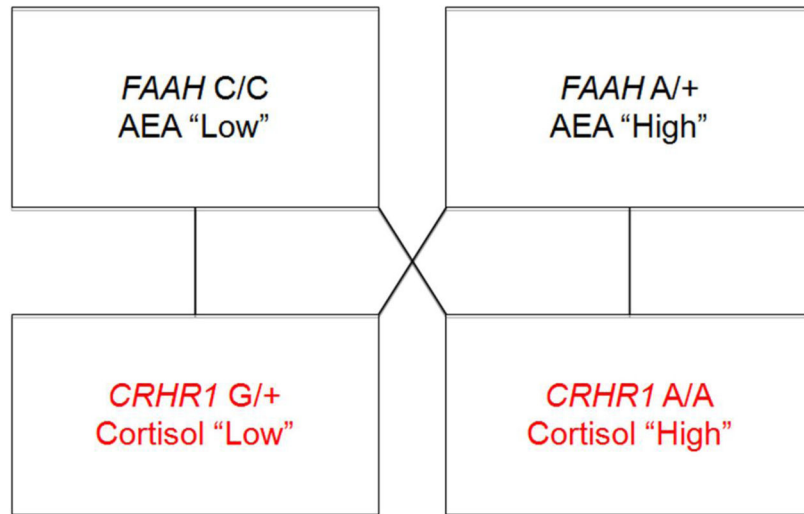 FAAH C/C
AEA “Low”
FAAH A/+
AEA “High”
CRHR1 G/+
Cortisol “Low”
CRHR1 A/A
Cortisol “High”